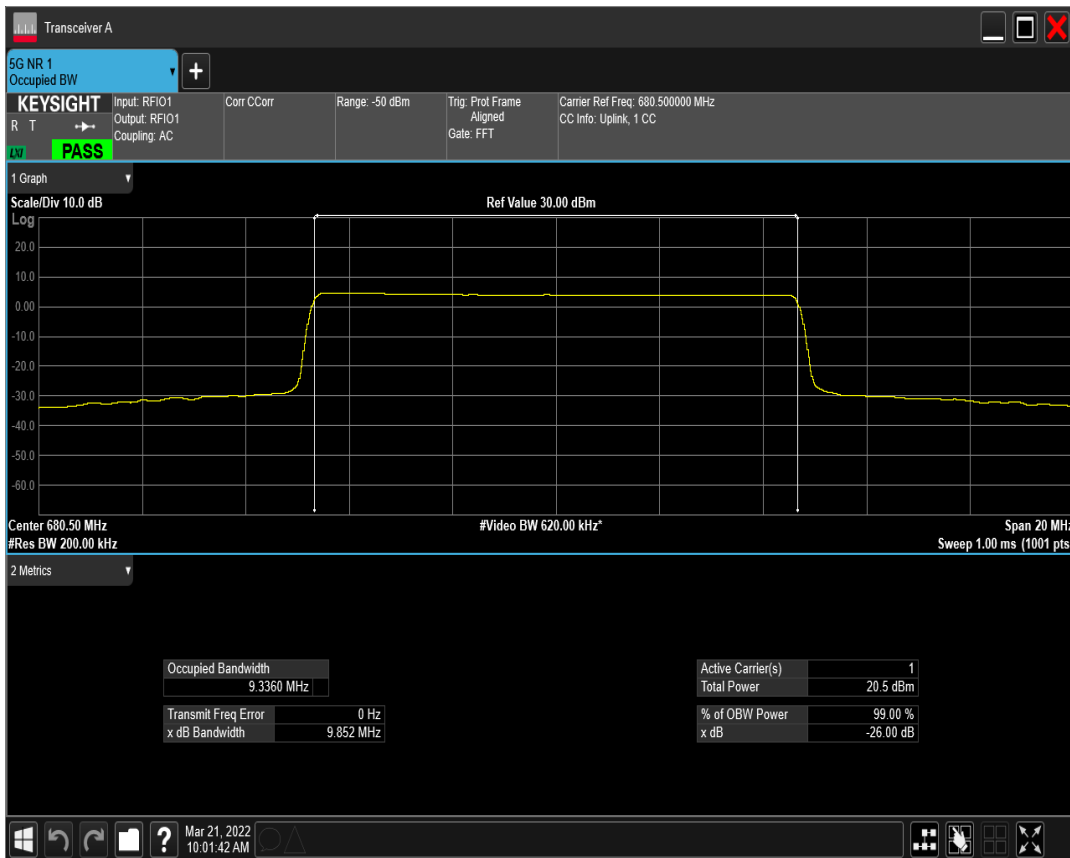 Transceiver A
5G NR 1
Occupied BW
+
KEYSIGHT
R T
LXI
PASS
Input: RFIO1
Output: RFIO1
Coupling: AC
Corr CCorr
Range: -50 dBm
Trig: Prot Frame
Aligned
Gate: FFT
Carrier Ref Freq: 680.500000 MHz
CC Info: Uplink, 1 CC
1 Graph
Scale/Div 10.0 dB
Ref Value 30.00 dBm
Log
20.0
10.0
0.00
-10.0
-20.0
-30.0
-40.0
-50.0
-60.0
Center 680.50 MHz
#Video BW 620.00 kHz*
Span 20 MHz
#Res BW 200.00 kHz
Sweep 1.00 ms (1001 pts
2 Metrics
Occupied Bandwidth
9.3360 MHz
Transmit Freq Error 0 Hz
x dB Bandwidth 9.852 MHz
Active Carrier(s) 1
Total Power 20.5 dBm
% of OBW Power 99.00 %
x dB -26.00 dB
?
Mar 21, 2022
10:01:42 AM